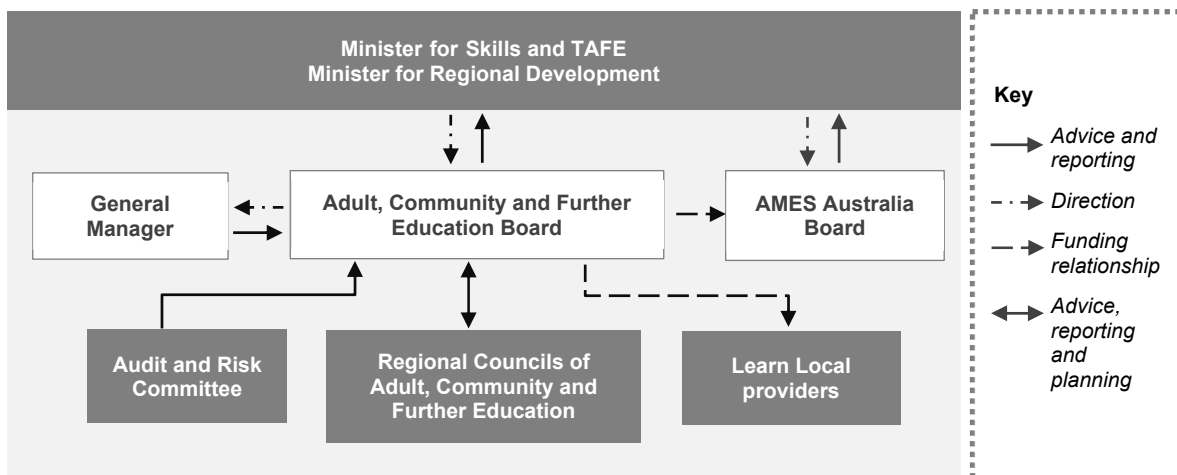 Minister for Skills and TAFE
Minister for Regional Development
General
Manager
Adult, Community and Further
Education Board
AMES Australia
Board
Audit and Risk
Committee
Regional Councils of
Adult, Community and
Further Education
Learn Local
providers
Key
Advice and
reporting
Direction
Funding
relationship
Advice,
reporting
and
planning